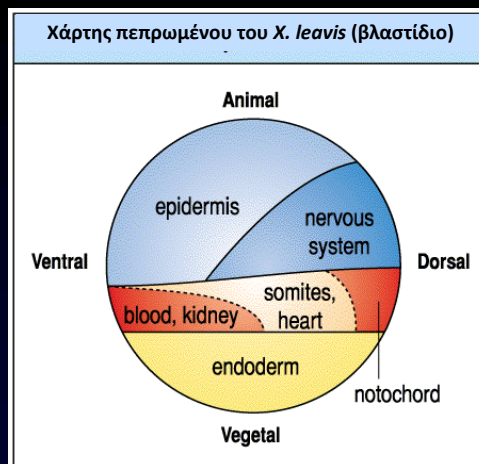 Χάρτης πεπρωμένου του X. leavis (βλαστίδιο)
Animal
epidermis
nervous
system
Ventral
Dorsal
somites,
heart
blood, kidney
endoderm
notochord
Vegetal